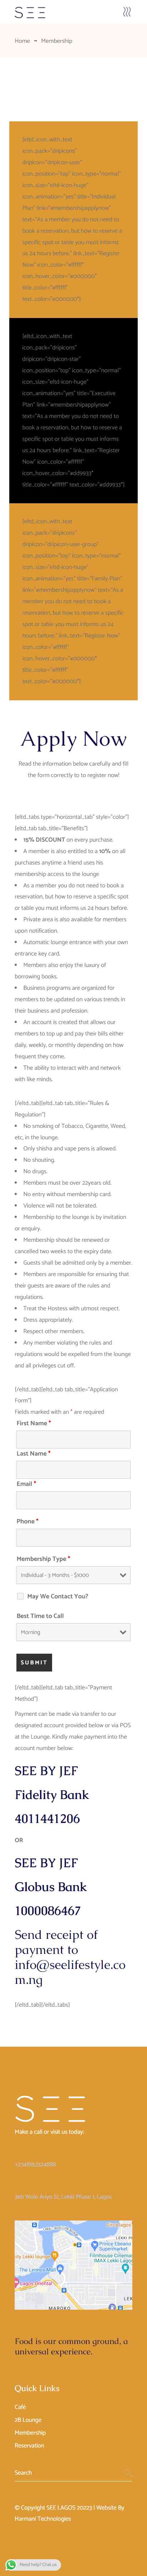 SEE
Home – Membership
[eltd_icon_with_text
icon_pack="dripicons"
dripicon="dripicon-user"
icon_position="top" icon_type="normal"
icon_size="eltd-icon-huge"
icon_animation="yes" title="Individual
Plan" link="#membershipapplynow"
text="As a member you do not need to
book a reservation, but how to reserve a
specific spot or table you must informs
us 24 hours before." link_text="Register
Now" icon_color="#ffffff"
icon_hover_color="#000000"
title_color="#ffffff"
text_color="#000000"]
[eltd_icon_with_text
icon_pack="dripicons"
dripicon="dripicon-star"
icon_position="top" icon_type="normal"
icon_size="eltd-icon-huge"
icon_animation="yes" title="Executive
Plan" link="#membershipapplynow"
text="As a member you do not need to
book a reservation, but how to reserve a
specific spot or table you must informs
us 24 hours before." link_text="Register
Now" icon_color="#ffffff"
icon_hover_color="#dd9933"
title_color="#ffffff" text_color="#dd9933"]
[eltd_icon_with_text
icon_pack="dripicons"
dripicon="dripicon-user-group"
icon_position="top" icon_type="normal"
icon_size="eltd-icon-huge"
icon_animation="yes" title="Family Plan"
link="#membershipapplynow" text="As a
member you do not need to book a
reservation, but how to reserve a specific
spot or table you must informs us 24
hours before." link_text="Register Now"
icon_color="#ffffff"
icon_hover_color="#000000"
title_color="#ffffff"
text_color="#000000"]
Apply Now
Read the information below carefully and fill
the form correctly to to register now!
[eltd_tabs type="horizontal_tab" style="color"]
[eltd_tab tab_title="Benefits"]
• 15% DISCOUNT on every purchase.
• A member is also entitled to a 10% on all
purchases anytime a friend uses his
membership access to the lounge
• As a member you do not need to book a
reservation, but how to reserve a specific spot
or table you must informs us 24 hours before.
• Private area is also available for members
upon notification.
• Automatic lounge entrance with your own
entrance key card.
• Members also enjoy the luxury of
borrowing books.
• Business programs are organized for
members to be updated on various trends in
his/her profession.
• An account is created that allows our
members to top up and pay their bills either
daily, weekly, or monthly depending on how
frequent they come.
• The ability to interact with and network
with like minds.
[/eltd_tab][eltd_tab tab_title="Rules &
Regulation"]
• No smoking of Tobacco, Cigarette, Weed,
etc, in the lounge.
• Only shisha and vape pens is allowed.
• No shouting.
• No drugs.
• Members must be over 22years old.
• No entry without membership card.
• Violence will not be tolerated.
• Membership to the lounge is by invitation
or enquiry.
• Membership should be renewed or
cancelled two weeks to the expiry date.
• Guests shall be admitted only by a member.
• Members are responsible for ensuring that
their guests are aware of the rules and
regulations.
• Treat the Hostess with utmost respect.
• Dress appropriately.
• Respect other members.
• Any member violating the rules and
regulations would be expelled from the lounge
and all privileges cut off.
[/eltd_tab][eltd_tab tab_title="Application
Form"]
Fields marked with an * are required
First Name *
Last Name *
Email *
Phone *
Membership Type *
Individual - 3 Months - $1000
May We Contact You?
Best Time to Call
Morning
SUBMIT
[/eltd_tab][eltd_tab tab_title="Payment
Method"]
Payment can be made via transfer to our
designated account provided below or via POS
at the Lounge. Kindly make payment into the
account number below:
SEE BY JEF
Fidelity Bank
4011441206
OR
SEE BY JEF
Globus Bank
1000086467
Send receipt of
payment to
info@seelifestyle.co
m.ng
[/eltd_tab][/eltd_tabs]
SEE
Make a call or visit us today.
Food is our common ground, a
universal experience.
Quick Links
Café
2B Lounge
Membership
Reservation
Search
© Copyright SEE LAGOS 20223 | Website By
Harmoni Technologies
Need help? Chat us.